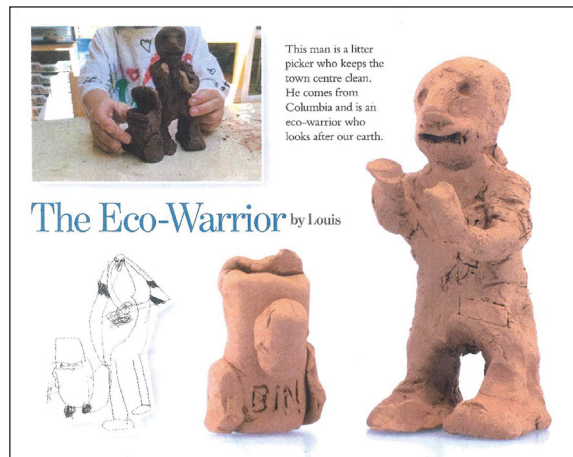 This man is a litter
picker who keeps the
town centre clean.
He comes from
Columbia and is an
eco-warrior who
looks after our earth.
The Eco-Warrior by Louis
BIN